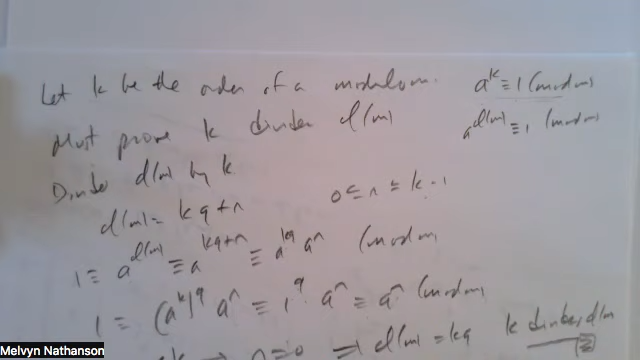 Let k be the order of a modulo m. a^k ≡ 1 (mod m)
Must prove k divides φ(m) a^φ(m) ≡ 1 (mod m)
Divide φ(m) by k
φ(m) = kq + r 0 ≤ r ≤ k-1
1 ≡ a^φ(m) ≡ a^(kq+r) ≡ a^kq a^r (mod m)
1 ≡ (a^k)^q a^r ≡ 1^q a^r ≡ a^r (mod m)
r = 0 ⇒ φ(m) = kq k divides φ(m)
Melvyn Nathanson